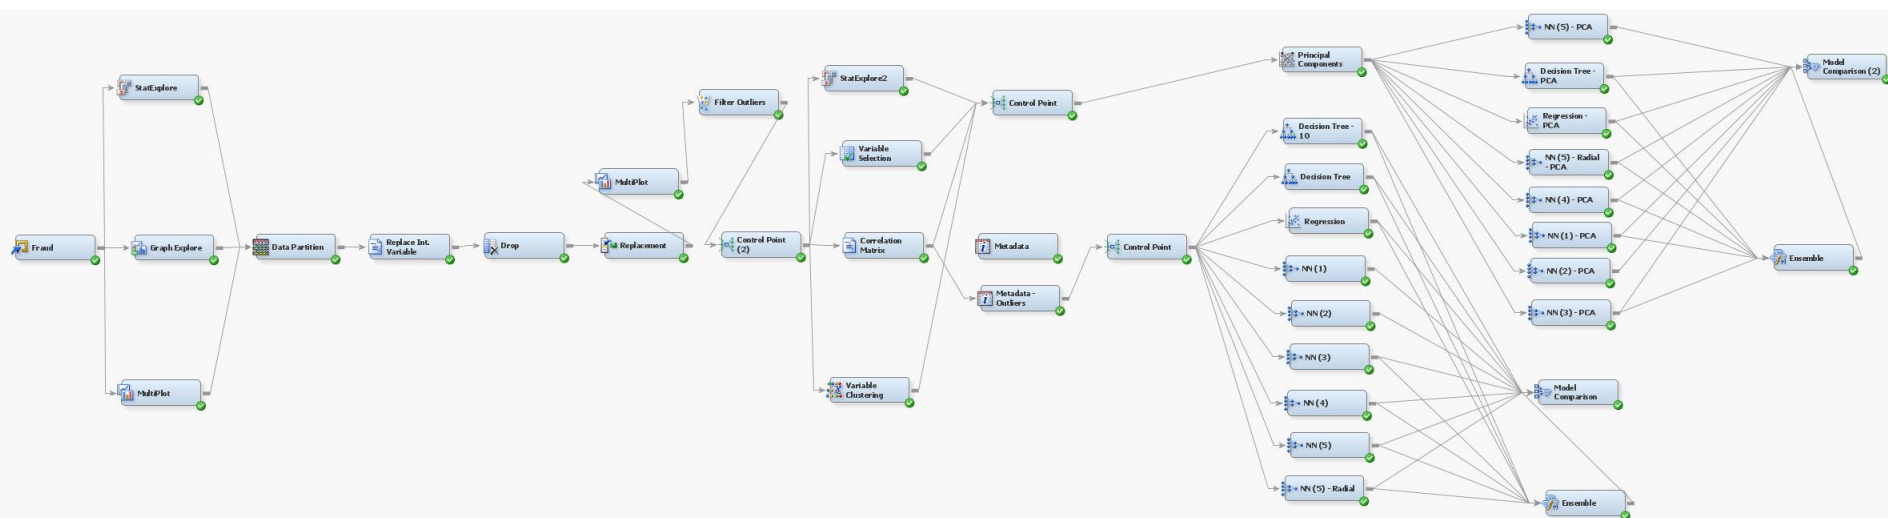 Fraud
StatExplore
Graph Explore
MultiPlot
Data Partition
Replace Int.
Variable
Drop
Replacement
MultiPlot
Filter Outliers
Control Point
(2)
StatExplore2
Variable
Selection
Correlation
Matrix
Variable
Clustering
Control Point
Metadata
Metadata -
Outliers
Control Point
Principal
Components
Decision Tree -
10
Decision Tree
Regression
NN (1)
NN (2)
NN (3)
NN (4)
NN (5)
NN (5) - Radial
NN (5) - PCA
Decision Tree -
PCA
Regression -
PCA
NN (5) - Radial
- PCA
NN (4) - PCA
NN (1) - PCA
NN (2) - PCA
NN (3) - PCA
Model
Comparison
Ensemble
Model
Comparison (2)
Ensemble